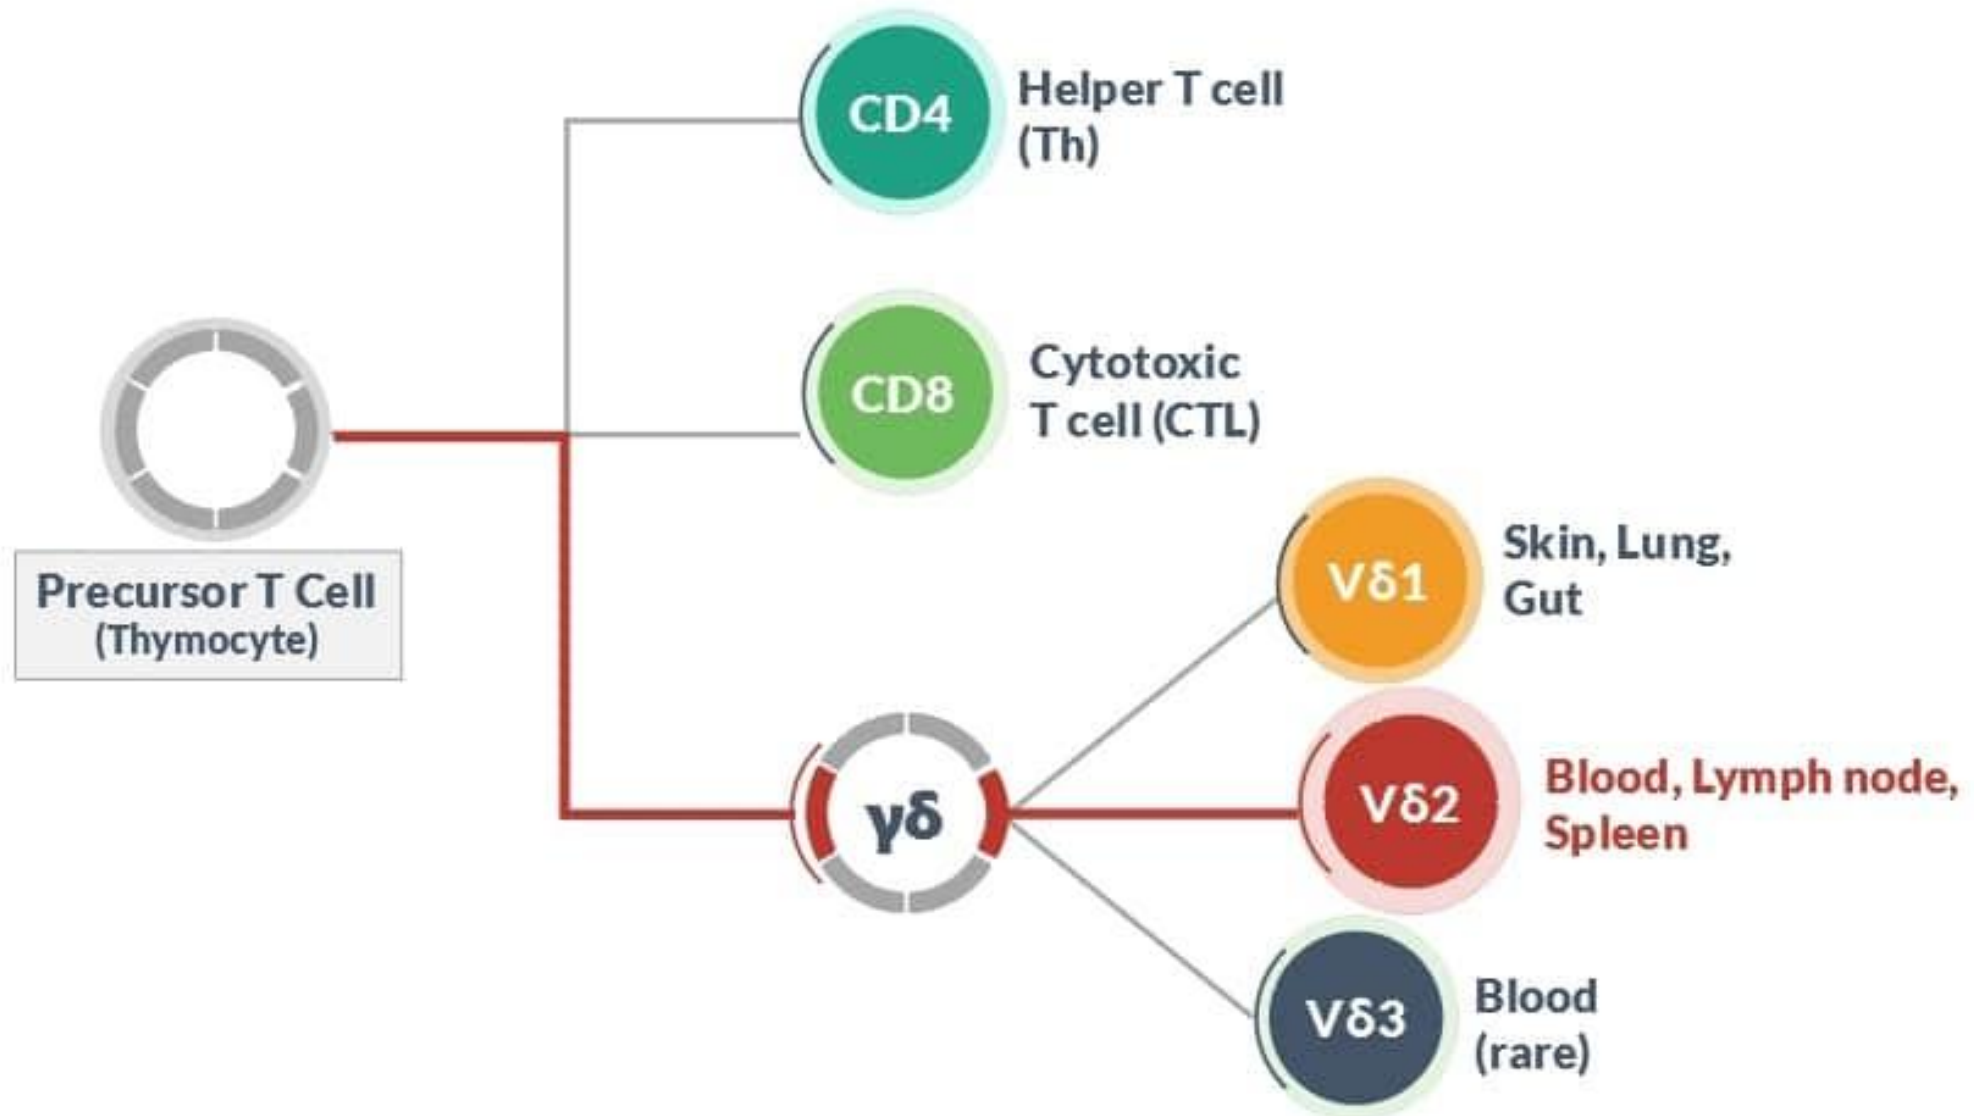 CD4
Helper T cell
(Th)
CD8
Cytotoxic
T cell (CTL)
Precursor T Cell
(Thymocyte)
γδ
Vδ1
Skin, Lung,
Gut
Vδ2
Blood, Lymph node,
Spleen
Vδ3
Blood
(rare)